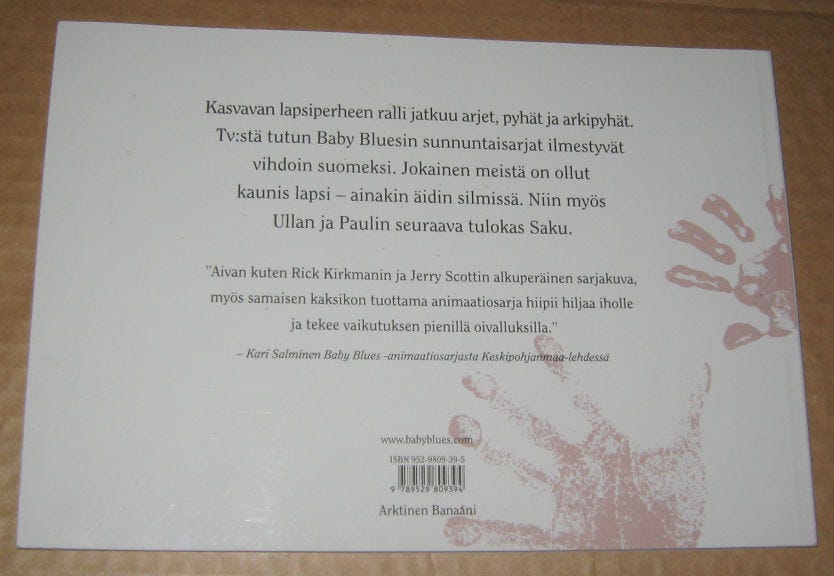 Kasvavan lapsiperheen ralli jatkuu arjet, pyhät ja arkipyhät.
Tv:stä tutun Baby Bluesin sunnuntaisarjat ilmestyvät
vihdoin suomeksi. Jokainen meistä on ollut
kaunis lapsi – ainakin äidin silmissä. Niin myös
Ullan ja Paulin seuraava tulokas Saku.
"Aivan kuten Rick Kirkmanin ja Jerry Scottin alkuperäinen sarjakuva,
myös samaisen kaksikon tuottama animaatiosarja hiipii hiljaa iholle
ja tekee vaikutuksen pienillä oivalluksilla."
– Kari Salminen Baby Blues -animaatiosarjasta Keskipohjanmaa-lehdessä
www.babyblues.com
ISBN 952-9809-39-5
9 789529 809394
Arktinen Banaani